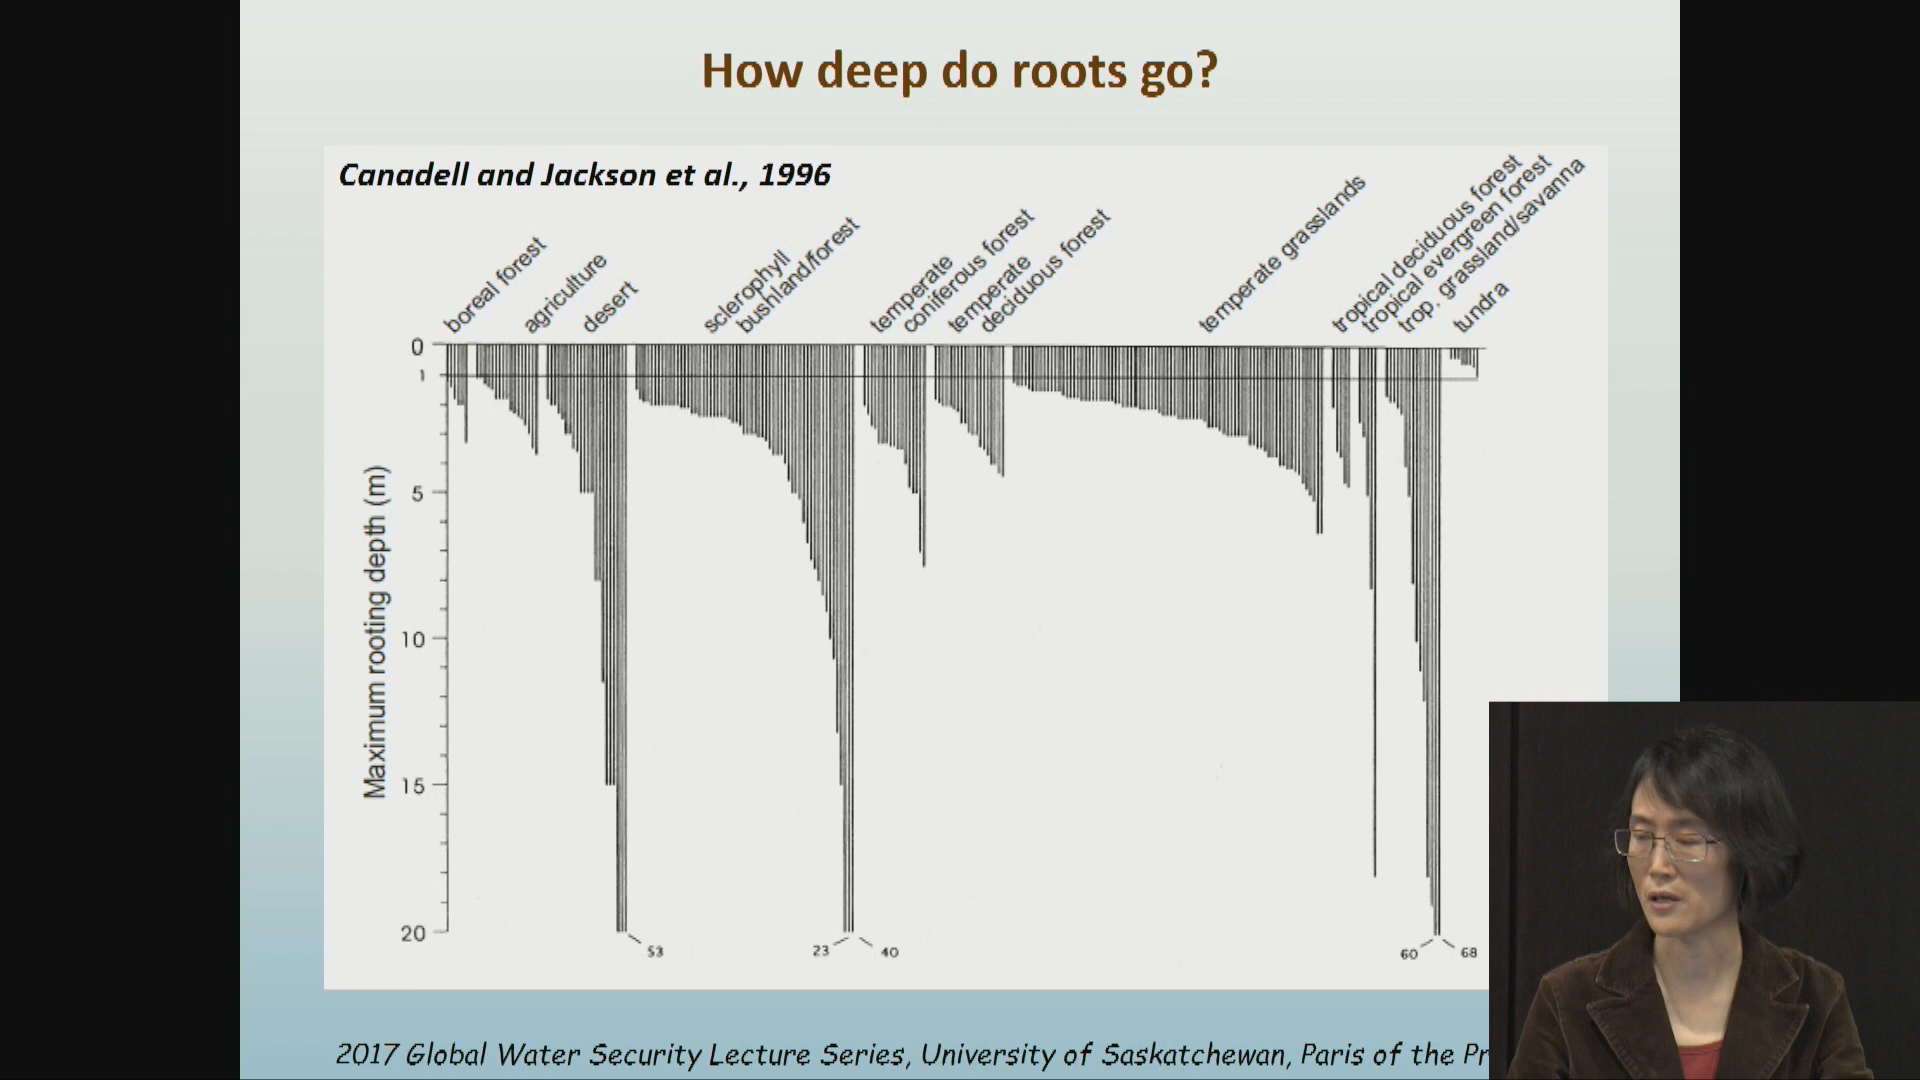 How deep do roots go?
Canadell and Jackson et al., 1996
boreal forest
agriculture
desert
sclerophyll
bushland/forest
temperate
coniferous forest
temperate
deciduous forest
temperate grasslands
tropical deciduous forest
tropical evergreen forest
trop. grassland/savanna
tundra
Maximum rooting depth (m)
0
1
5
10
15
20
53
23
40
60
68
2017 Global Water Security Lecture Series, University of Saskatchewan, Paris of the Pr